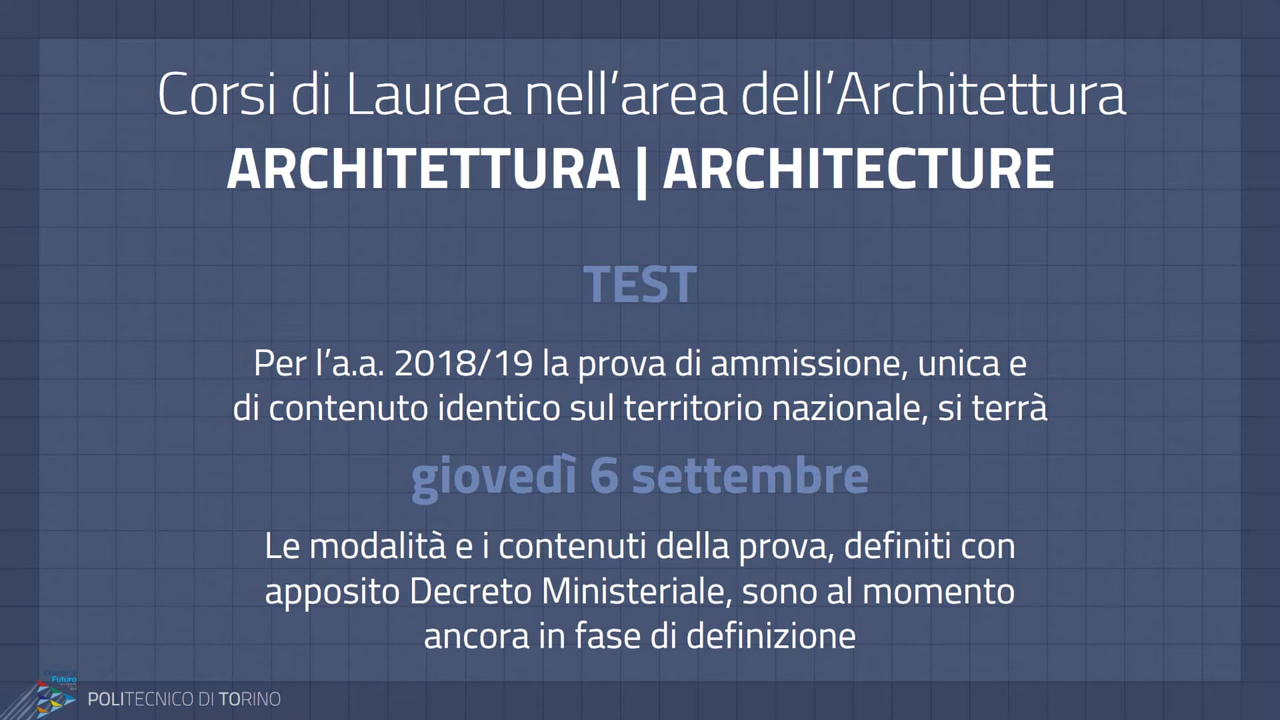 Corsi di Laurea nell’area dell’Architettura
ARCHITETTURA | ARCHITECTURE
TEST
Per l’a.a. 2018/19 la prova di ammissione, unica e
di contenuto identico sul territorio nazionale, si terrà
giovedì 6 settembre
Le modalità e i contenuti della prova, definiti con
apposito Decreto Ministeriale, sono al momento
ancora in fase di definizione
Futuro
POLITECNICO DI TORINO